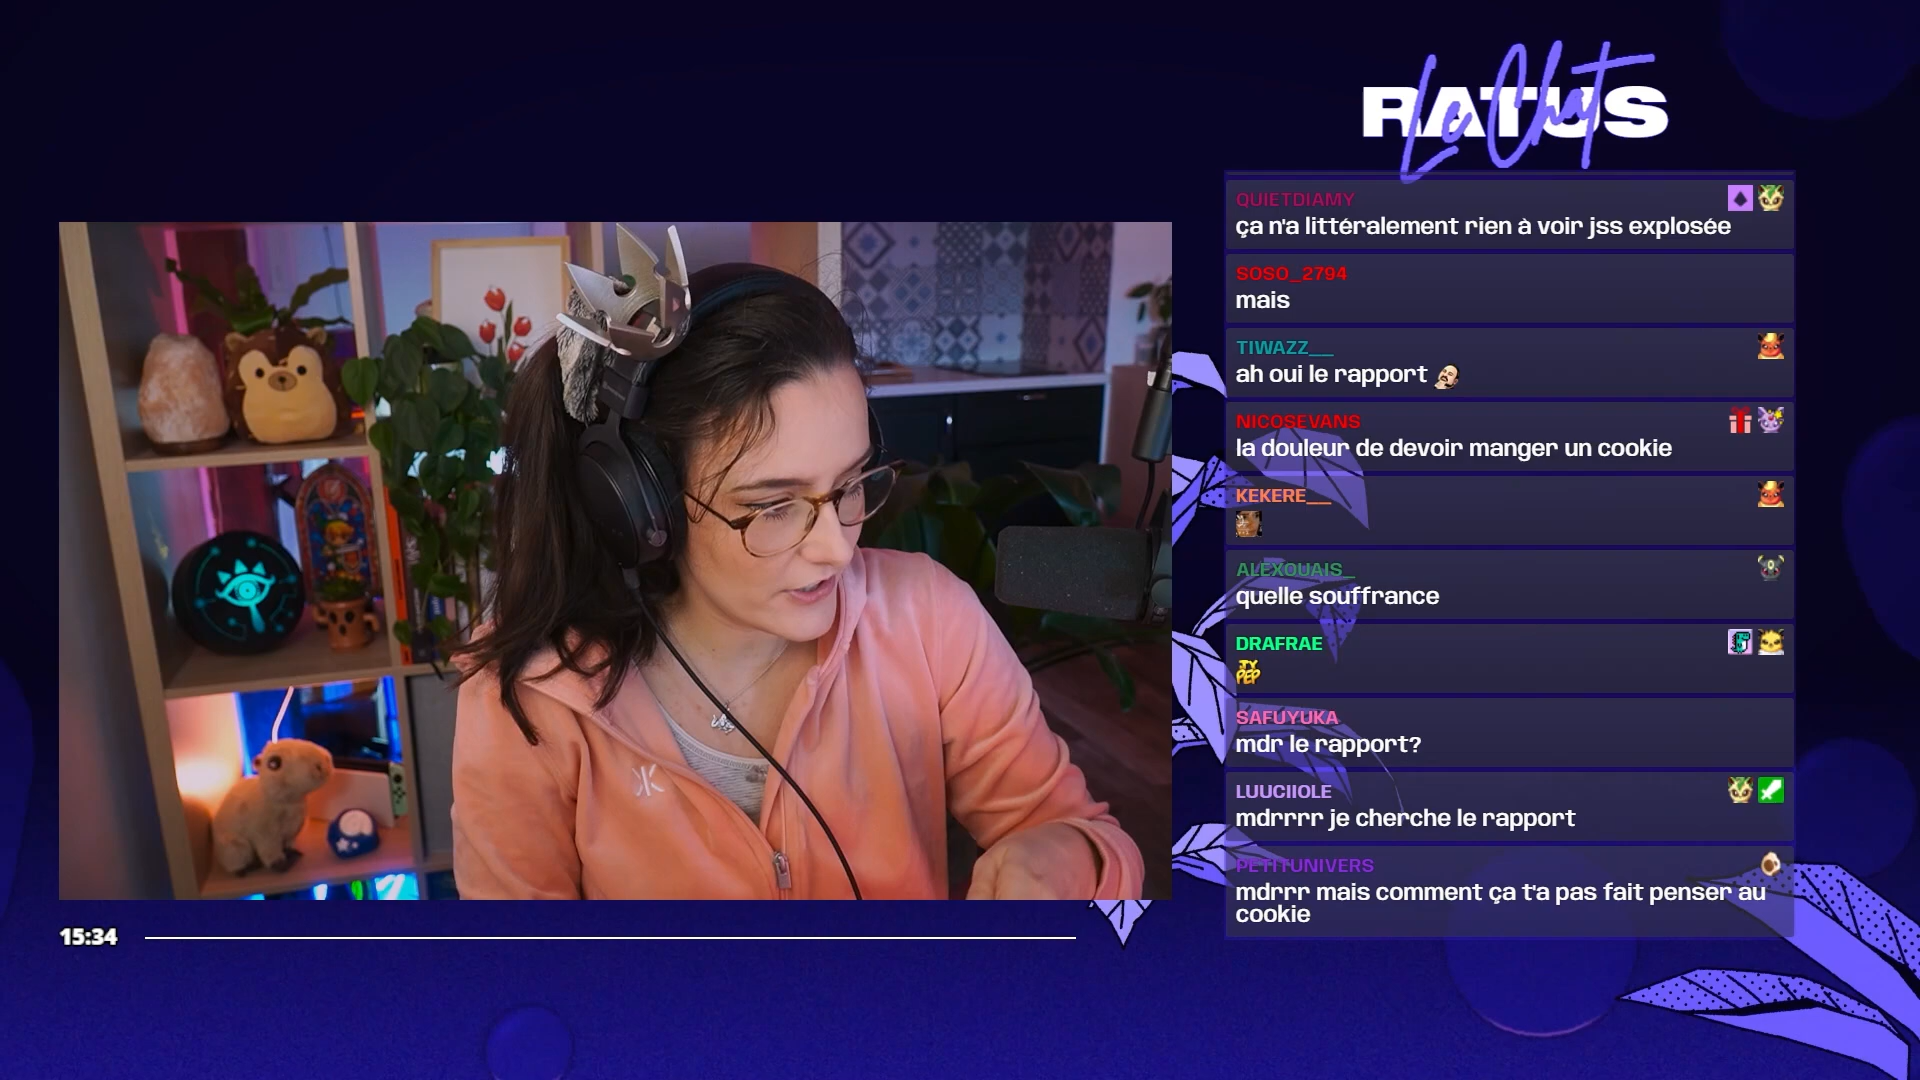 RATUS
Le Chat
QUIETDIAMY
ça n'a littéralement rien à voir jss explosée
SOSO_2794
mais
TIWAZZ__
ah oui le rapport
NICOSEVANS
la douleur de devoir manger un cookie
KEKERE__
ALEXOUAIS_
quelle souffrance
DRAFRAE
JY
PEP
SAFUYUKA
mdr le rapport?
LUUCIIOLE
mdrrrr je cherche le rapport
PETITUNIVERS
mdrrr mais comment ça t'a pas fait penser au
cookie
15:34